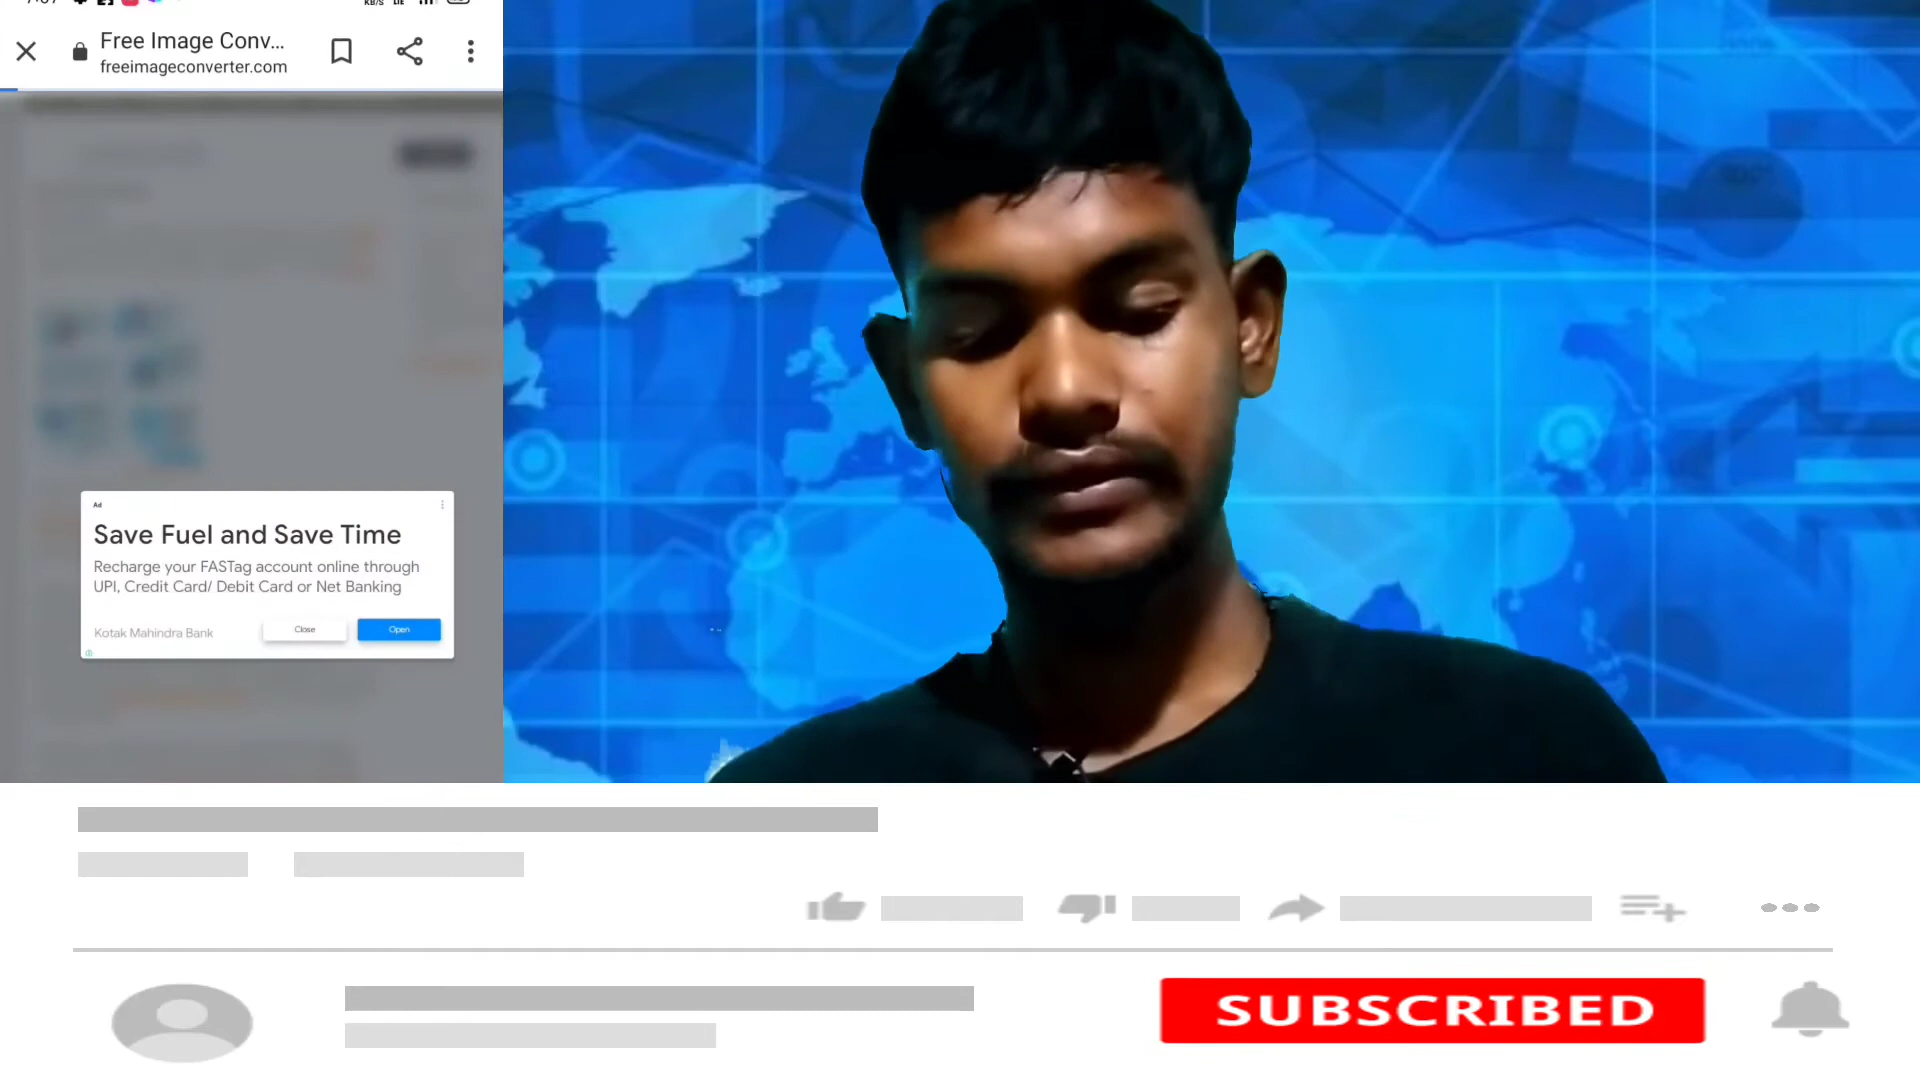 Free Image Conv...
freeimageconverter.com
Ad
Save Fuel and Save Time
Recharge your FASTag account online through
UPI, Credit Card/ Debit Card or Net Banking
Kotak Mahindra Bank
Close
Open
SUBSCRIBED